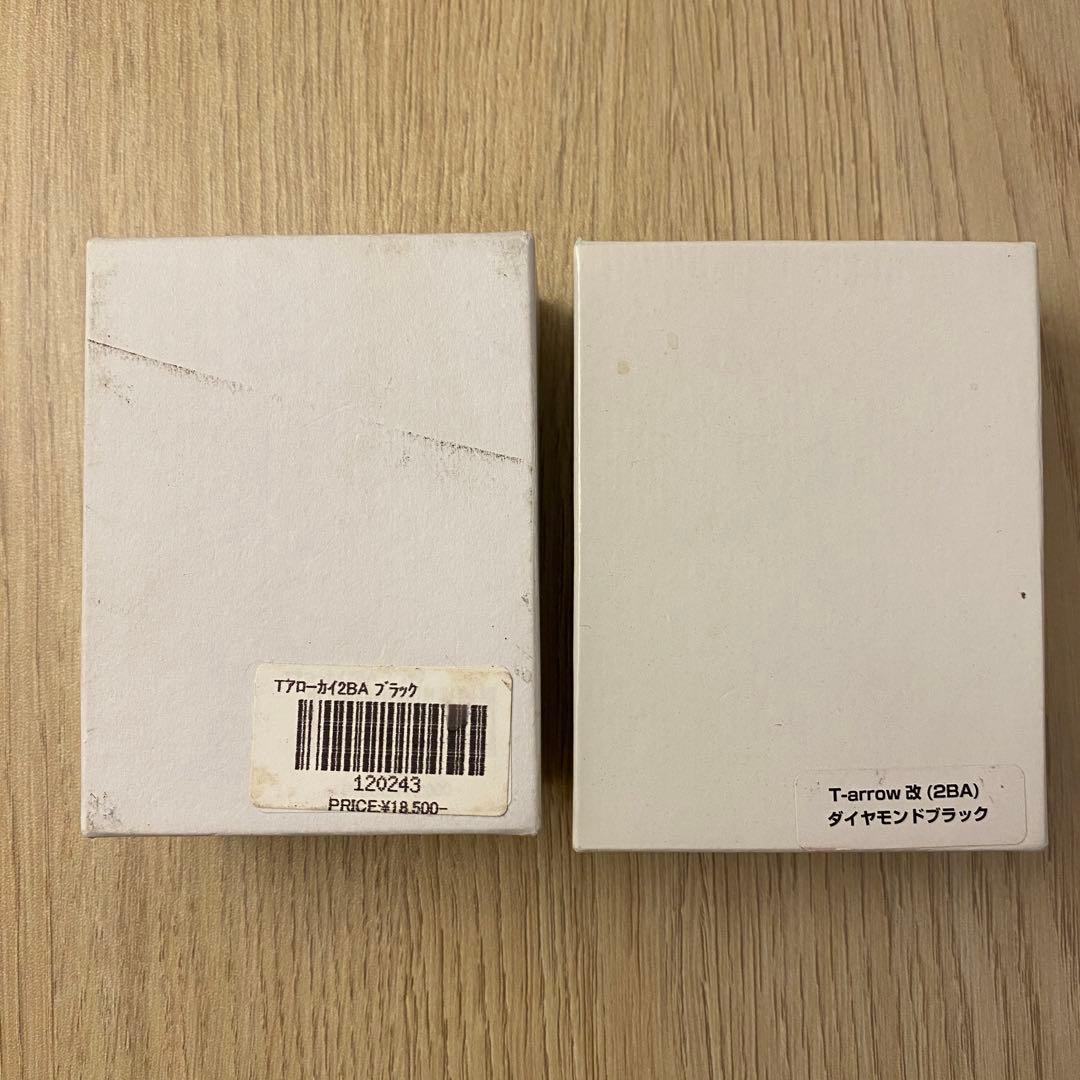 Tｱﾛｰｶｲ2BA ﾌﾞﾗｯｸ
120243
PRICE¥18,500-
T-arrow 改 (2BA)
ダイヤモンドブラック